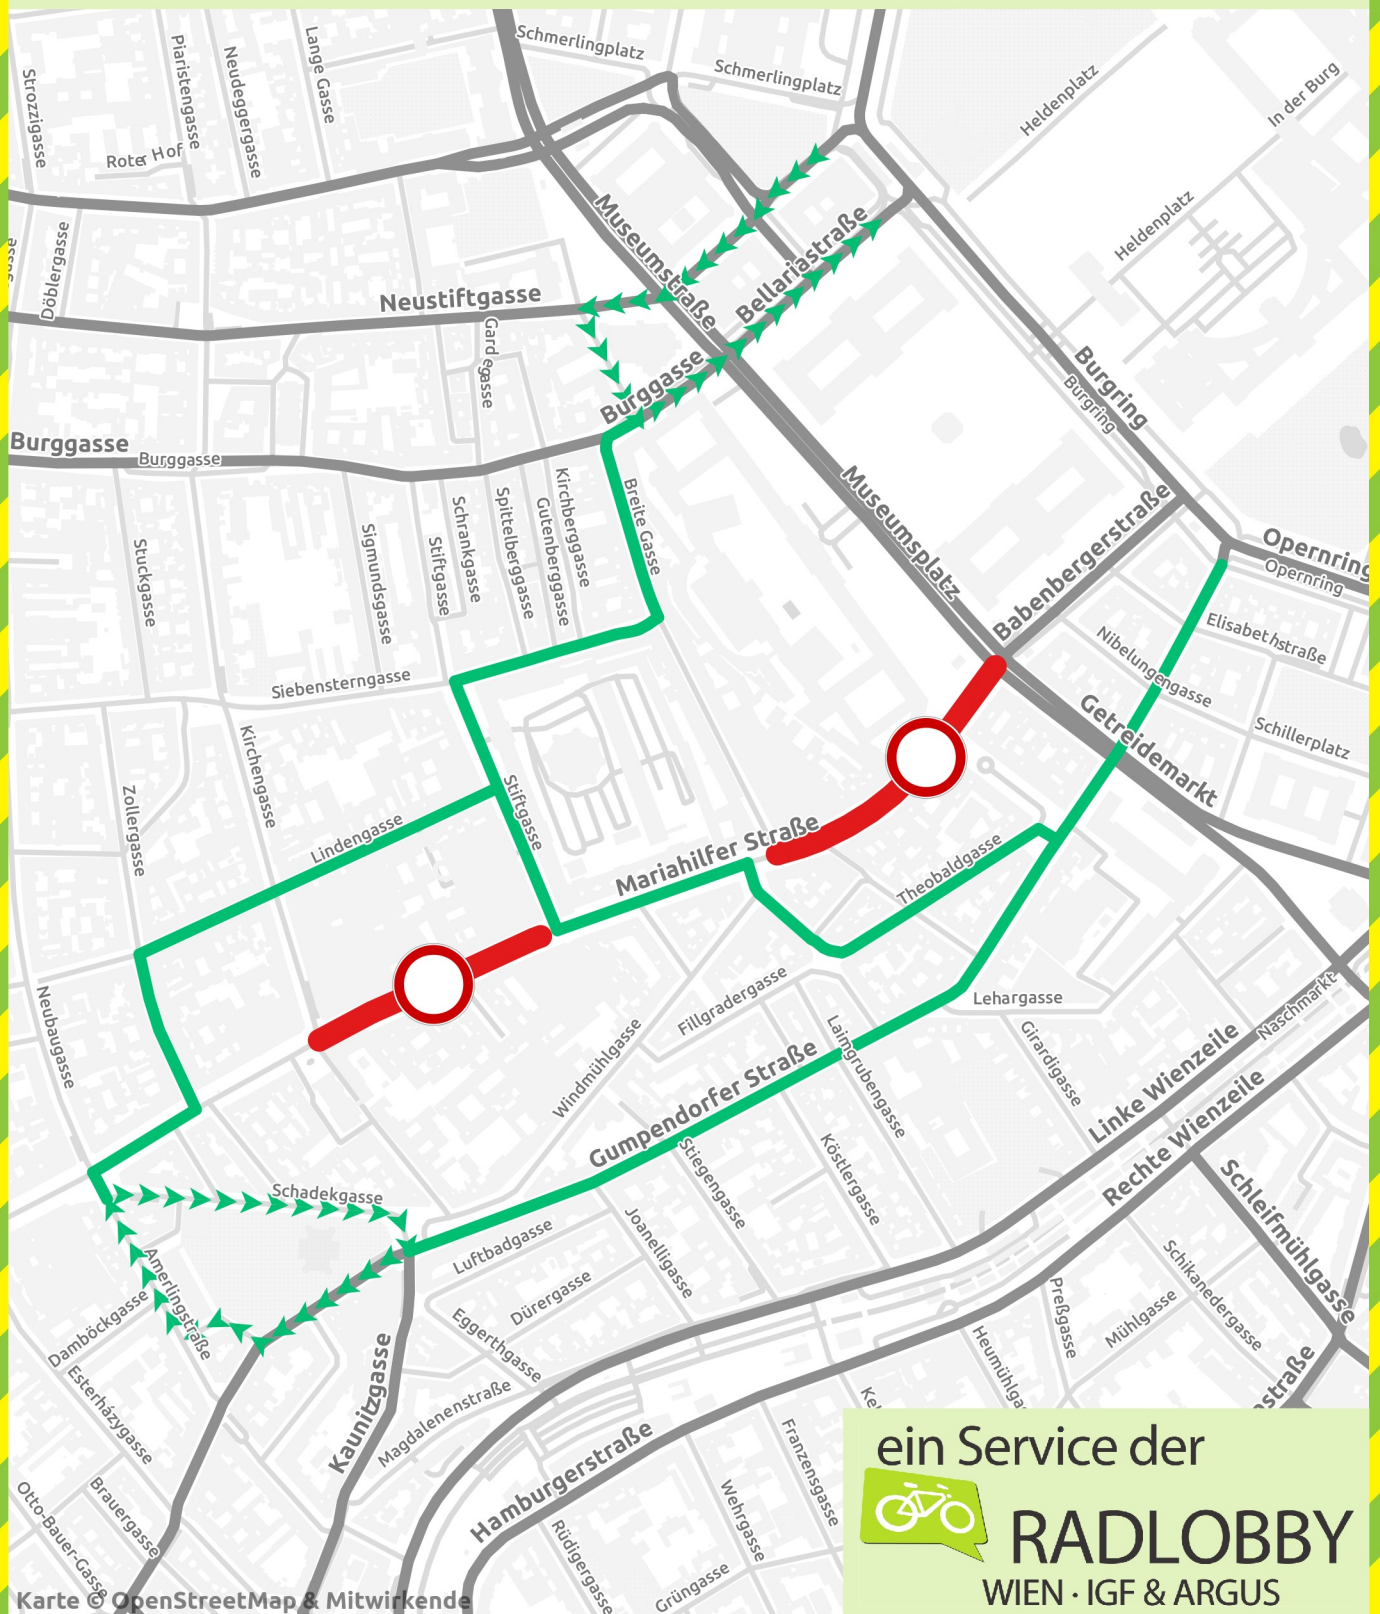 Schmerlingplatz
Schmerlingplatz
Strozzigasse
Piaristengasse
Neudeggergasse
Lange Gasse
Roter Hof
Heldenplatz
In der Burg
Heldenplatz
Döblergasse
Neustiftgasse
Museumstraße
Bellariastraße
Gardegasse
Burggasse
Burggasse
Burggasse
Burgring
Burgring
Breite Gasse
Kirchberggasse
Gutenberggasse
Spittelberggasse
Schrankgasse
Stiftgasse
Sigmundsgasse
Stuckgasse
Museumsplatz
Babenbergerstraße
Opernring
Opernring
Elisabethstraße
Nibelungengasse
Schillerplatz
Getreidemarkt
Siebensterngasse
Kirchengasse
Zollergasse
Lindengasse
Stiftgasse
Mariahilfer Straße
Theobaldgasse
Lehargasse
Fillgradergasse
Windmühlgasse
Laimgrubengasse
Girardigasse
Naschmarkt
Linke Wienzeile
Rechte Wienzeile
Neubaugasse
Gumpendorfer Straße
Stiegengasse
Köstlergasse
Schleifmühlgasse
Schadekgasse
Luftbadgasse
Joanelligasse
Schikanedergasse
Amerlingstraße
Damböckgasse
Dürergasse
Eggerthgasse
Preßgasse
Mühlgasse
Heumühlga
Esterházygasse
Kaunitzgasse
Magdalenenstraße
Hamburgerstraße
Franzensgasse
Wehrgasse
Brauergasse
Otto-Bauer-Gasse
Rüdigergasse
Grüngasse
ein Service der
RADLOBBY
WIEN · IGF & ARGUS
Karte © OpenStreetMap & Mitwirkende